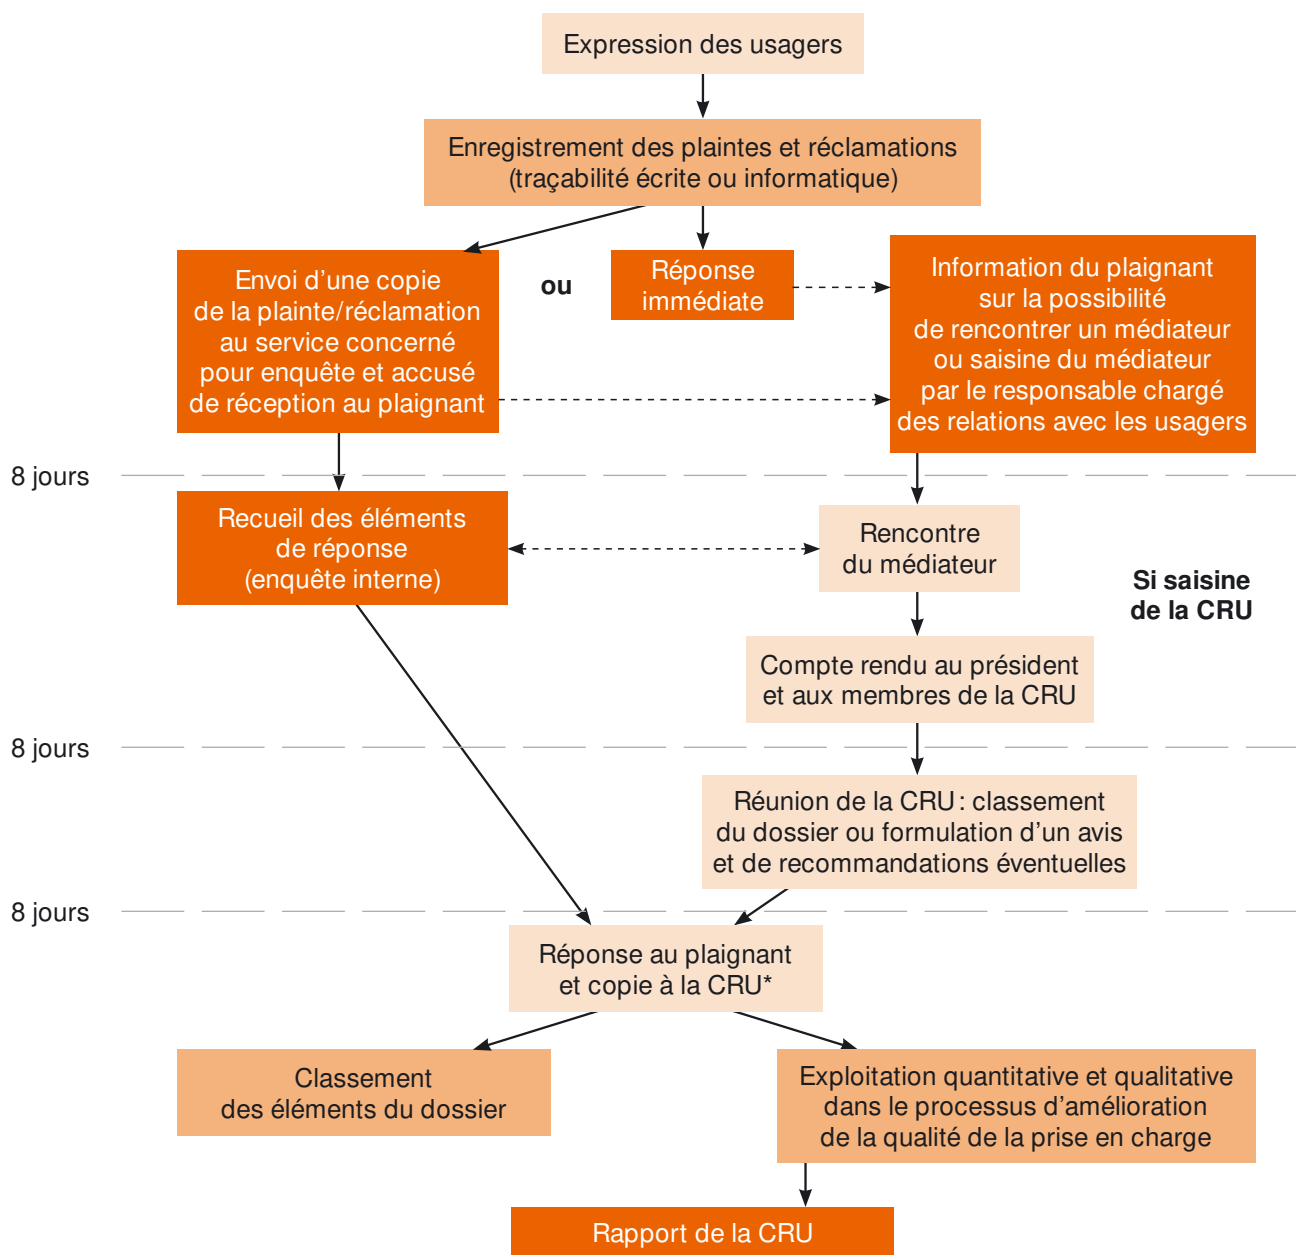 Expression des usagers
Enregistrement des plaintes et réclamations
(traçabilité écrite ou informatique)
Envoi d'une copie
de la plainte/réclamation
au service concerné
pour enquête et accusé
de réception au plaignant
ou
Réponse
immédiate
Information du plaignant
sur la possibilité
de rencontrer un médiateur
ou saisine du médiateur
par le responsable chargé
des relations avec les usagers
8 jours
Recueil des éléments
de réponse
(enquête interne)
Rencontre
du médiateur
Si saisine
de la CRU
Compte rendu au président
et aux membres de la CRU
8 jours
Réunion de la CRU : classement
du dossier ou formulation d'un avis
et de recommandations éventuelles
8 jours
Réponse au plaignant
et copie à la CRU*
Classement
des éléments du dossier
Exploitation quantitative et qualitative
dans le processus d'amélioration
de la qualité de la prise en charge
Rapport de la CRU